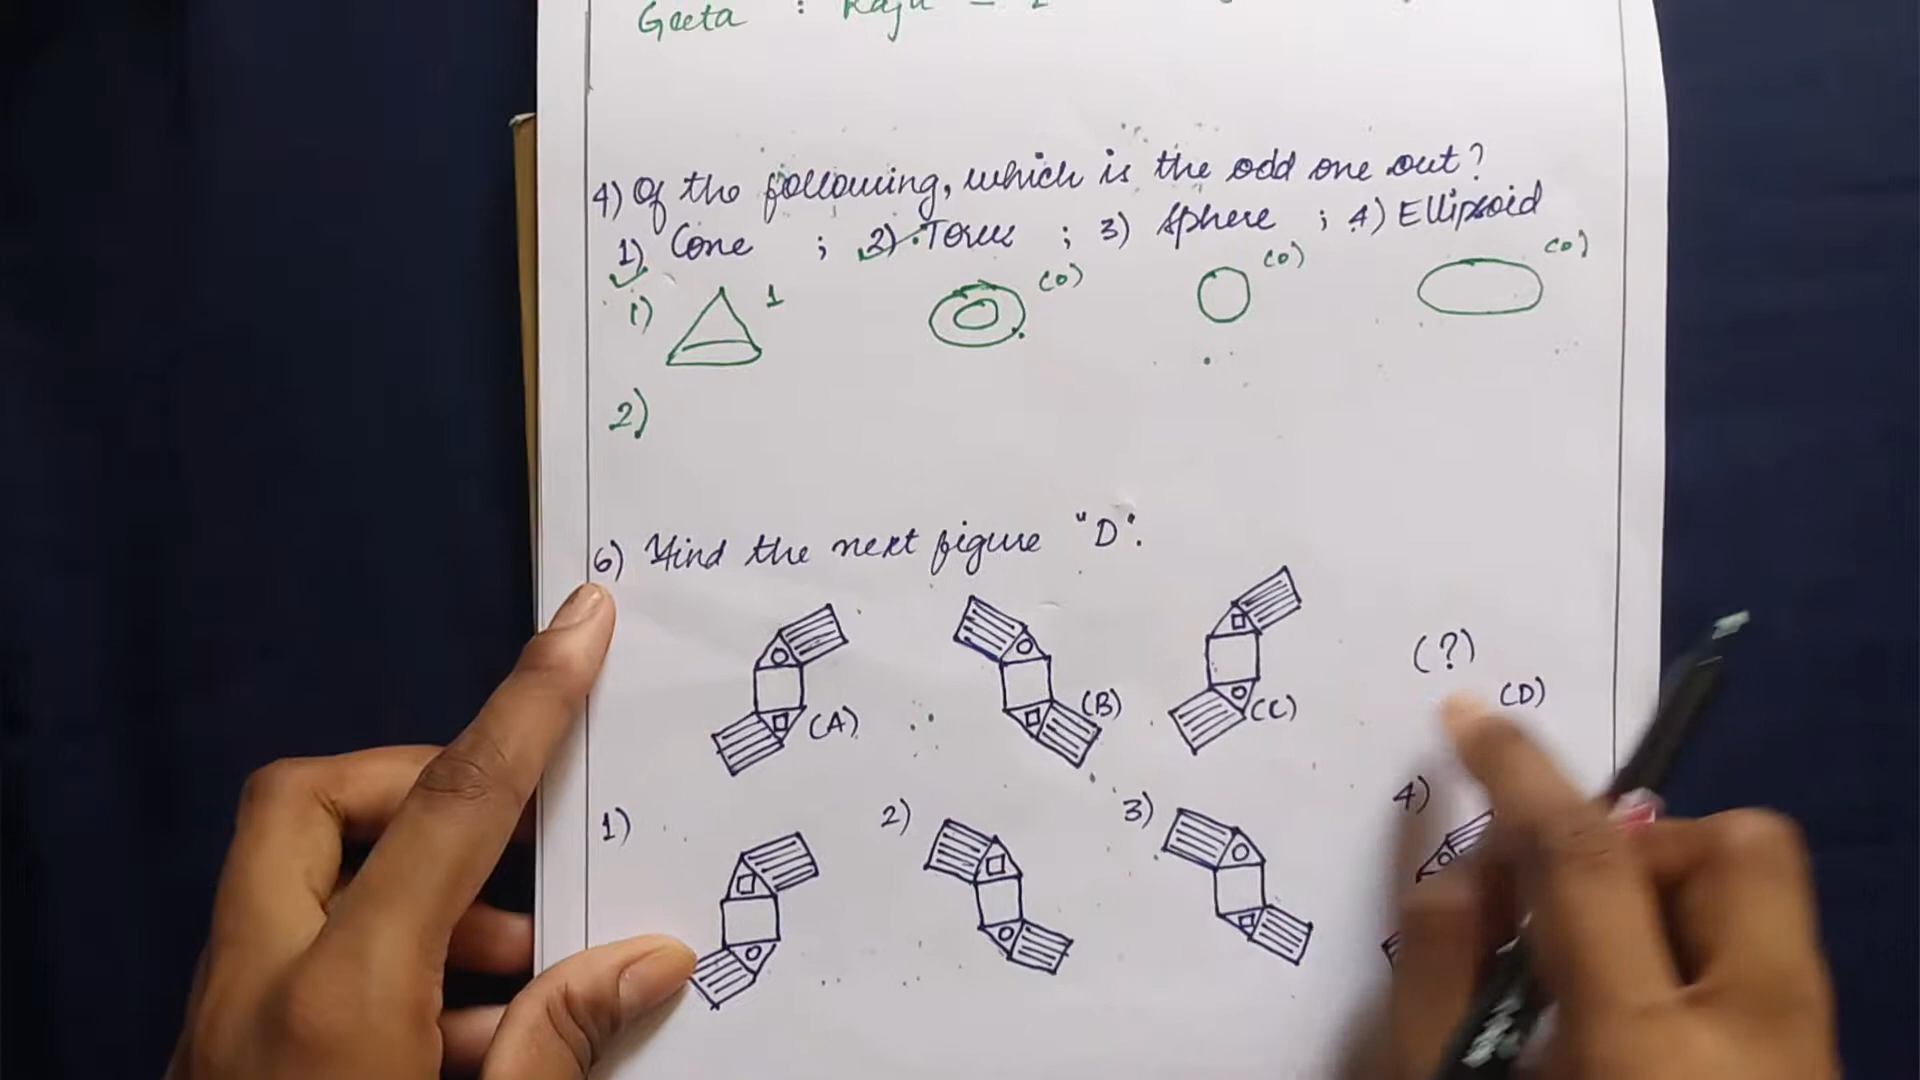 Geeta : Raju =
4) Of the following, which is the odd one out?
1) Cone ; 2) Torus ; 3) Sphere ; 4) Ellipsoid
1) 1 (0) (0) (0)
2)
6) Find the next figure "D".
(?)
(A) (B) (C) (D)
1) 2) 3) 4)